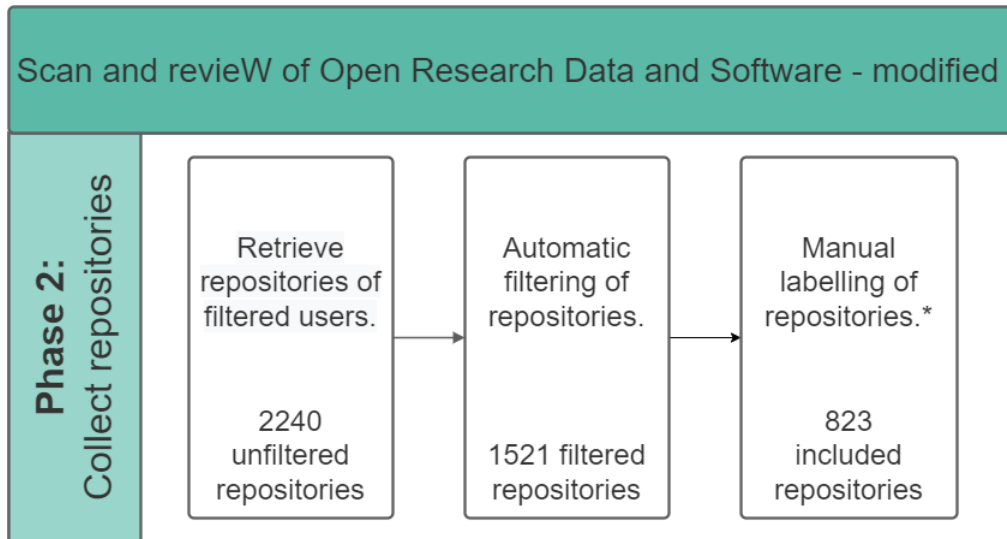 Scan and revieW of Open Research Data and Software - modified
Phase 2:
Collect repositories
Retrieve
repositories of
filtered users.
2240
unfiltered
repositories
Automatic
filtering of
repositories.
1521 filtered
repositories
Manual
labelling of
repositories.*
823
included
repositories